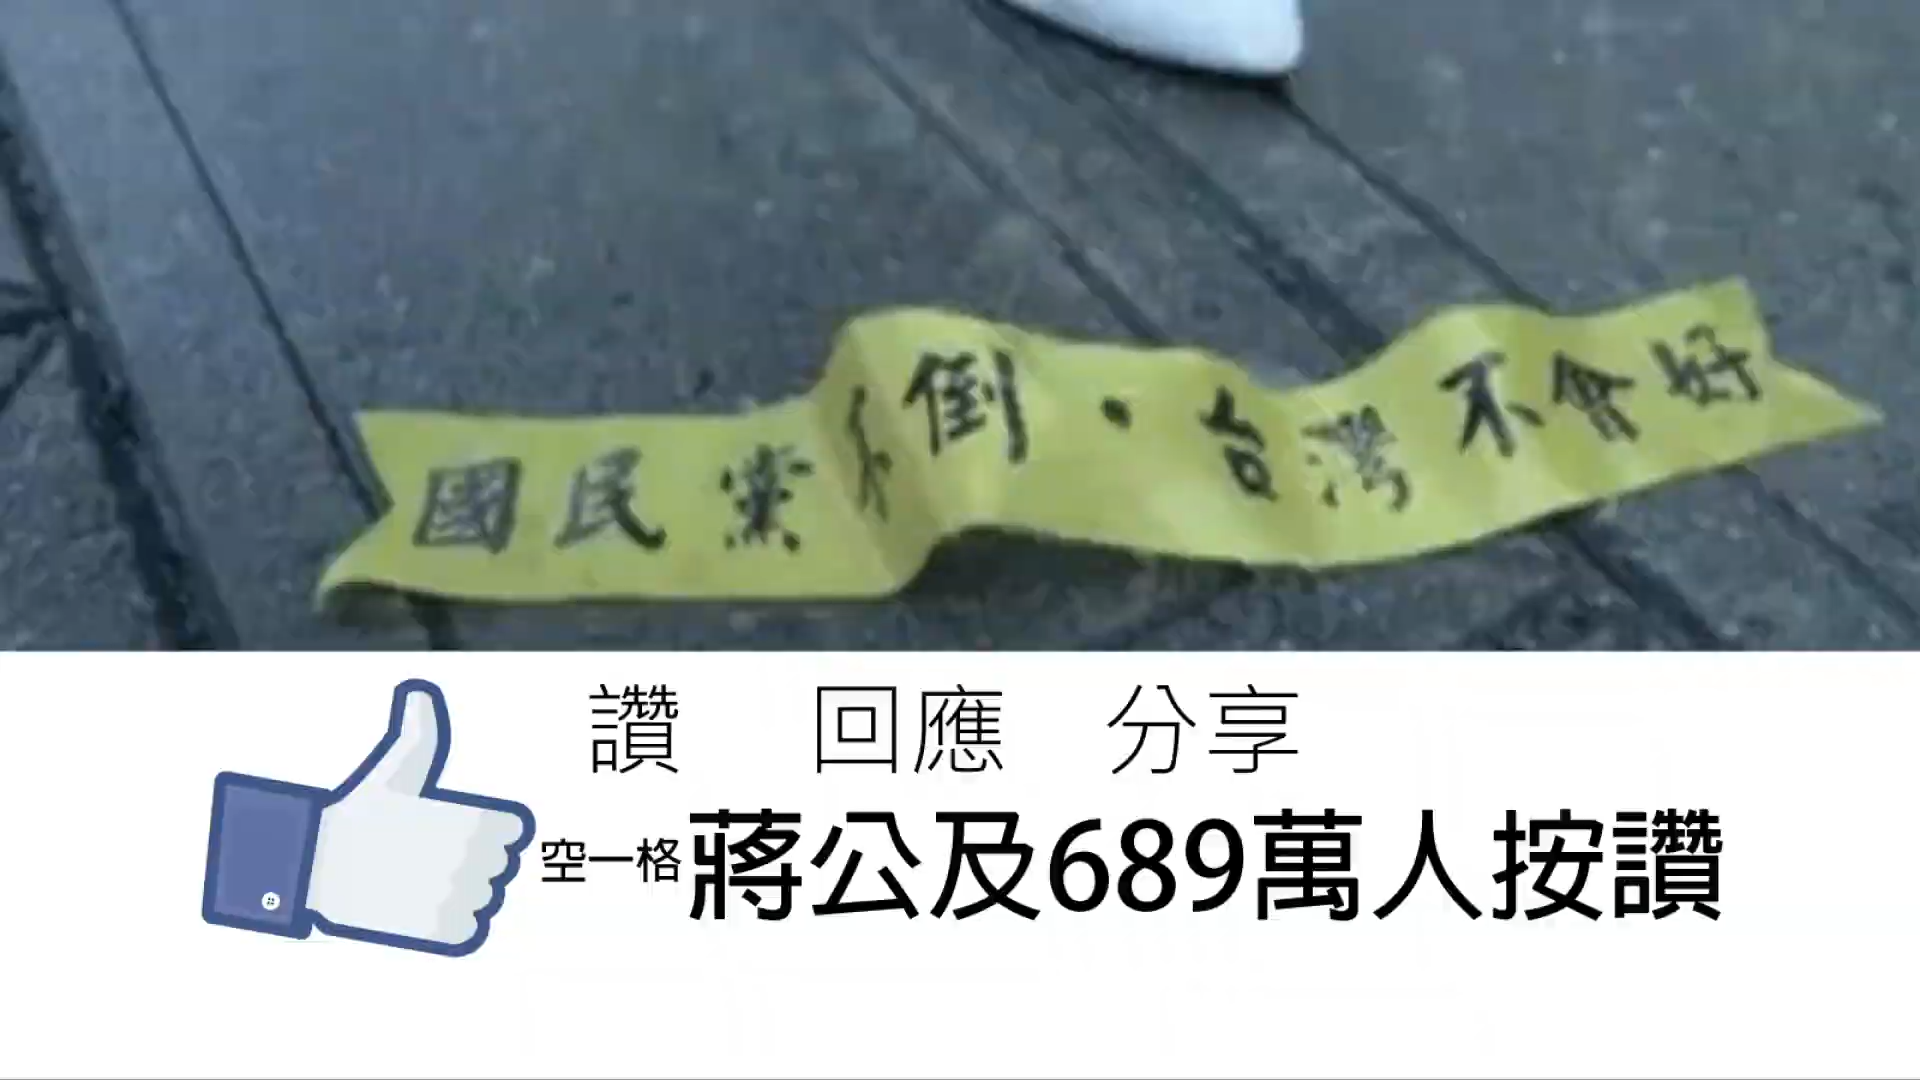 國民黨不倒·台灣不會好
讚 回應 分享
空一格蔣公及689萬人按讚